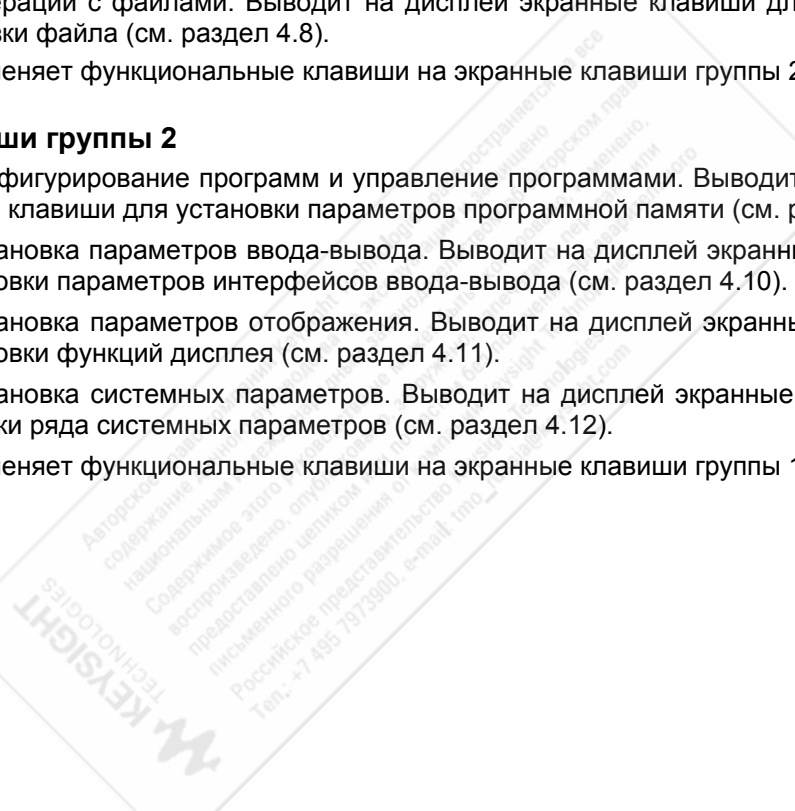 ерации с файлами. Выводит на дисплей экранные клавиши дл
вки файла (см. раздел 4.8).
еняет функциональные клавиши на экранные клавиши группы 2
ши группы 2
фигурирование программ и управление программами. Выводит
клавиши для установки параметров программной памяти (см. р
ановка параметров ввода-вывода. Выводит на дисплей экранн
овки параметров интерфейсов ввода-вывода (см. раздел 4.10).
ановка параметров отображения. Выводит на дисплей экранны
овки функций дисплея (см. раздел 4.11).
ановка системных параметров. Выводит на дисплей экранные
ки ряда системных параметров (см. раздел 4.12).
еняет функциональные клавиши на экранные клавиши группы 1
KEYSIGHT
TECHNOLOGIES